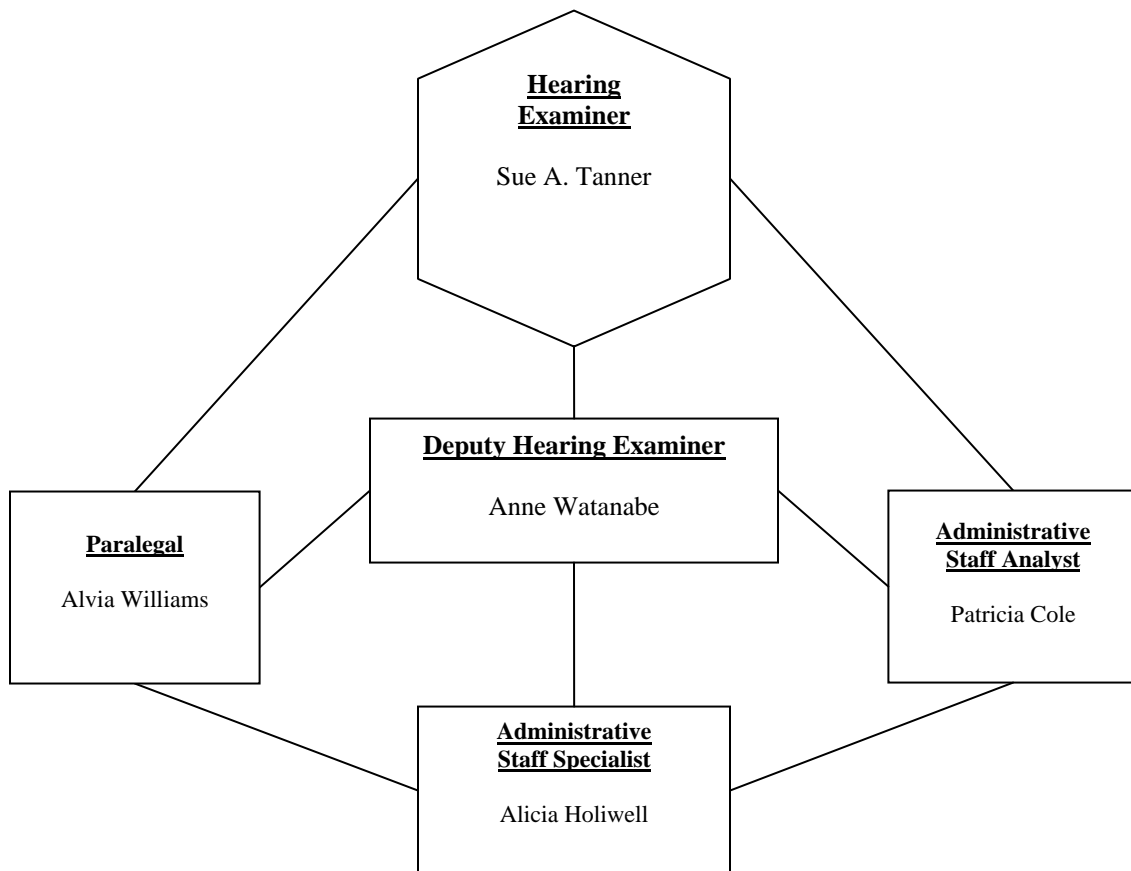 Hearing
Examiner
Sue A. Tanner
Deputy Hearing Examiner
Anne Watanabe
Paralegal
Alvia Williams
Administrative
Staff Analyst
Patricia Cole
Administrative
Staff Specialist
Alicia Holiwell